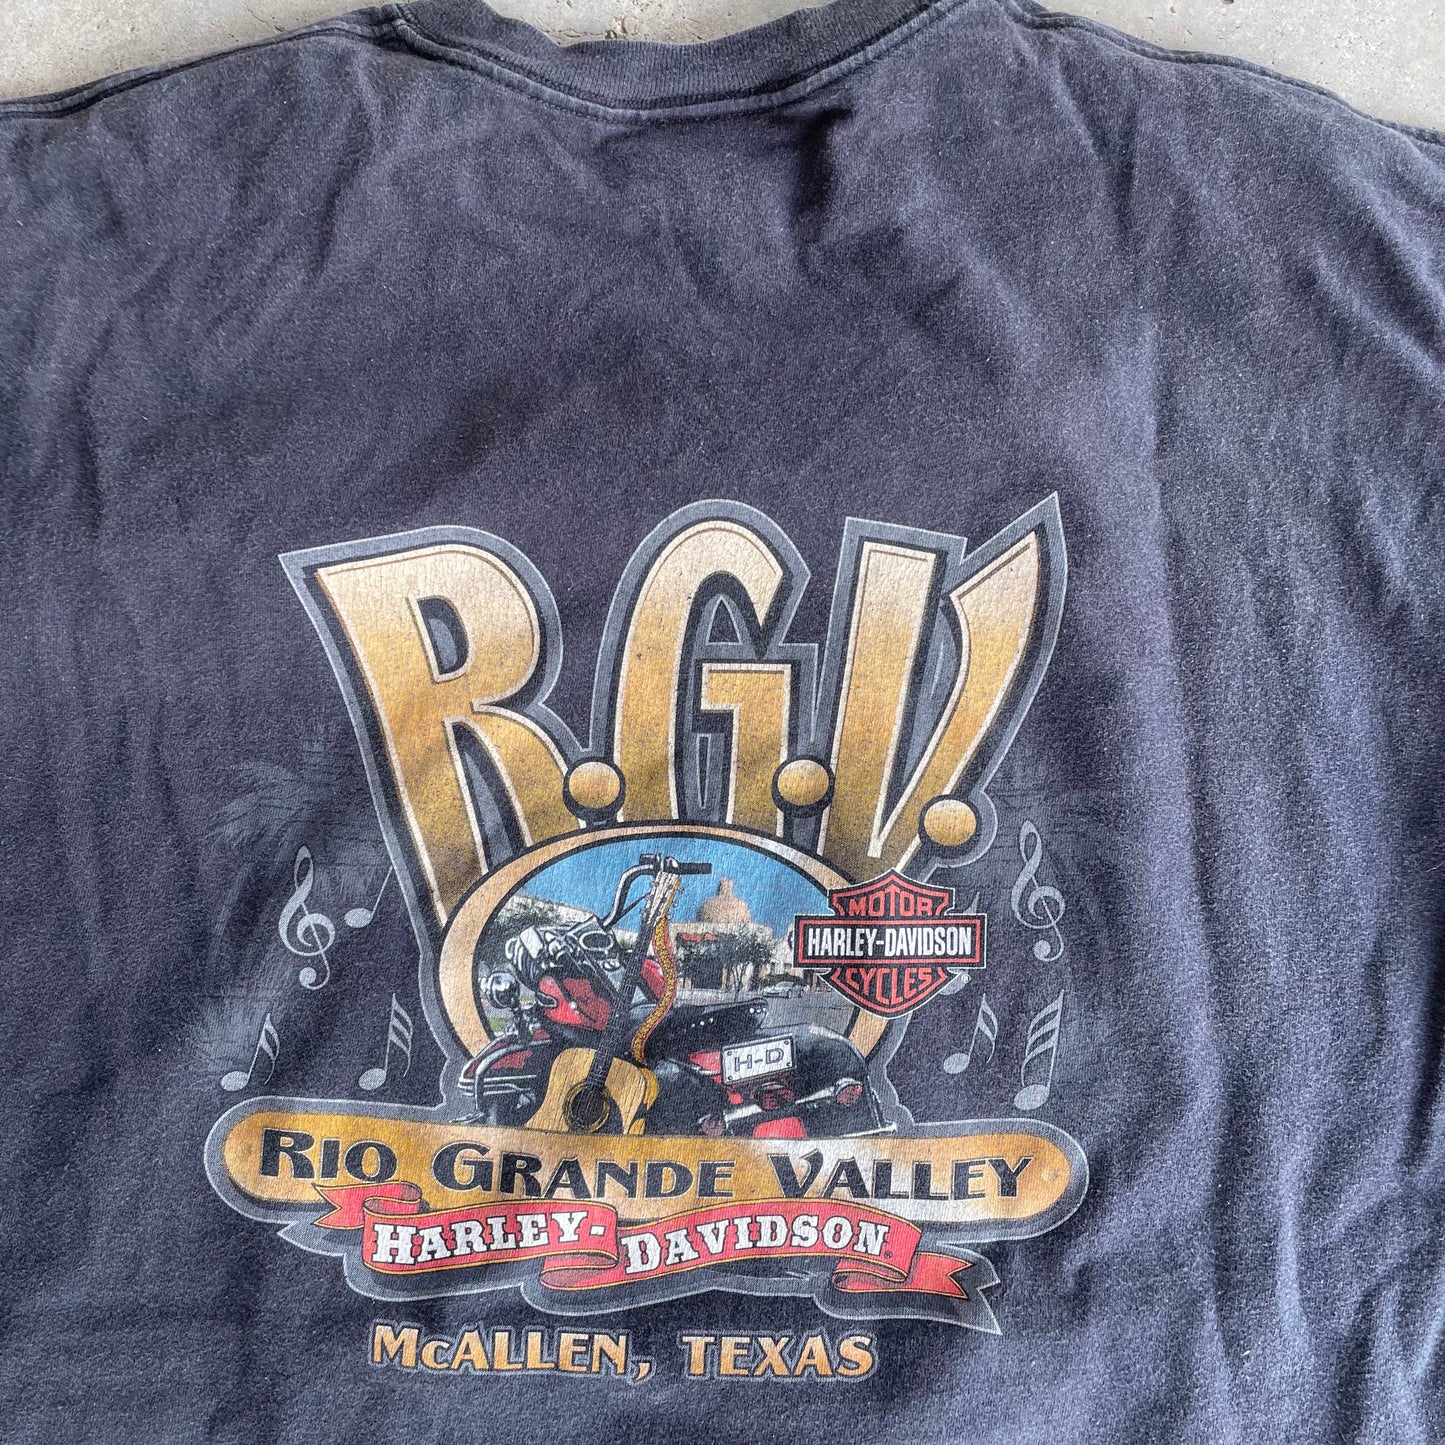 R.G.V.
MOTOR
HARLEY-DAVIDSON
CYCLES
H-D
RIO GRANDE VALLEY
HARLEY-DAVIDSON®
McALLEN, TEXAS